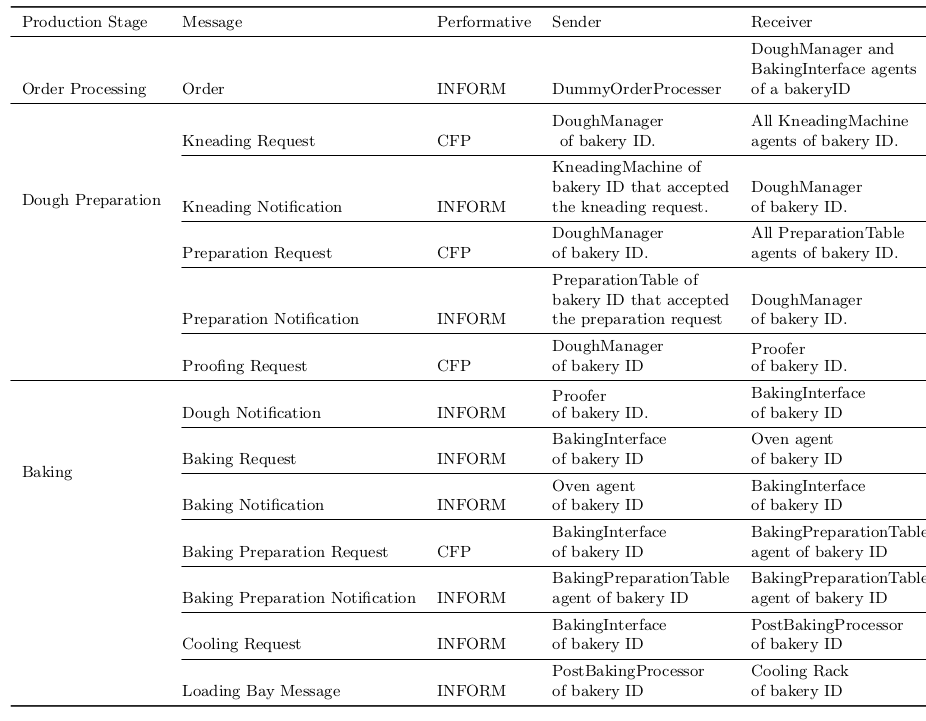 Production Stage Message Performative Sender Receiver
DoughManager and
BakingInterface agents
Order Processing Order INFORM DummyOrderProcesser of a bakeryID
DoughManager All KneadingMachine
Kneading Request CFP of bakery ID. agents of bakery ID.
KneadingMachine of
bakery ID that accepted DoughManager
Dough Preparation
Kneading Notification INFORM the kneading request. of bakery ID.
DoughManager All PreparationTable
Preparation Request CFP of bakery ID. agents of bakery ID.
PreparationTable of
bakery ID that accepted DoughManager
Preparation Notification INFORM the preparation request of bakery ID.
DoughManager Proofer
Proofing Request CFP of bakery ID of bakery ID.
Proofer BakingInterface
Dough Notification INFORM of bakery ID. of bakery ID
BakingInterface Oven agent
Baking Request INFORM of bakery ID of bakery ID
Baking
Oven agent BakingInterface
Baking Notification INFORM of bakery ID of bakery ID
BakingInterface BakingPreparationTable
Baking Preparation Request CFP of bakery ID agent of bakery ID
BakingPreparationTable BakingPreparationTable
Baking Preparation Notification INFORM agent of bakery ID agent of bakery ID
BakingInterface PostBakingProcessor
Cooling Request INFORM of bakery ID of bakery ID
PostBakingProcessor Cooling Rack
Loading Bay Message INFORM of bakery ID of bakery ID